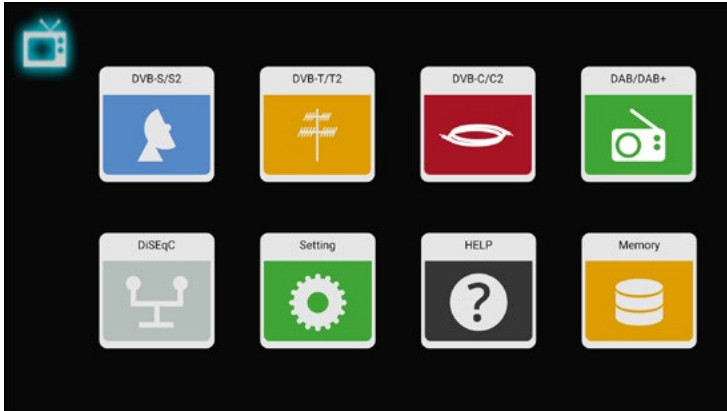 DVB-S/S2
DVB-T/T2
DVB-C/C2
DAB/DAB+
DiSEqC
Setting
HELP
Memory